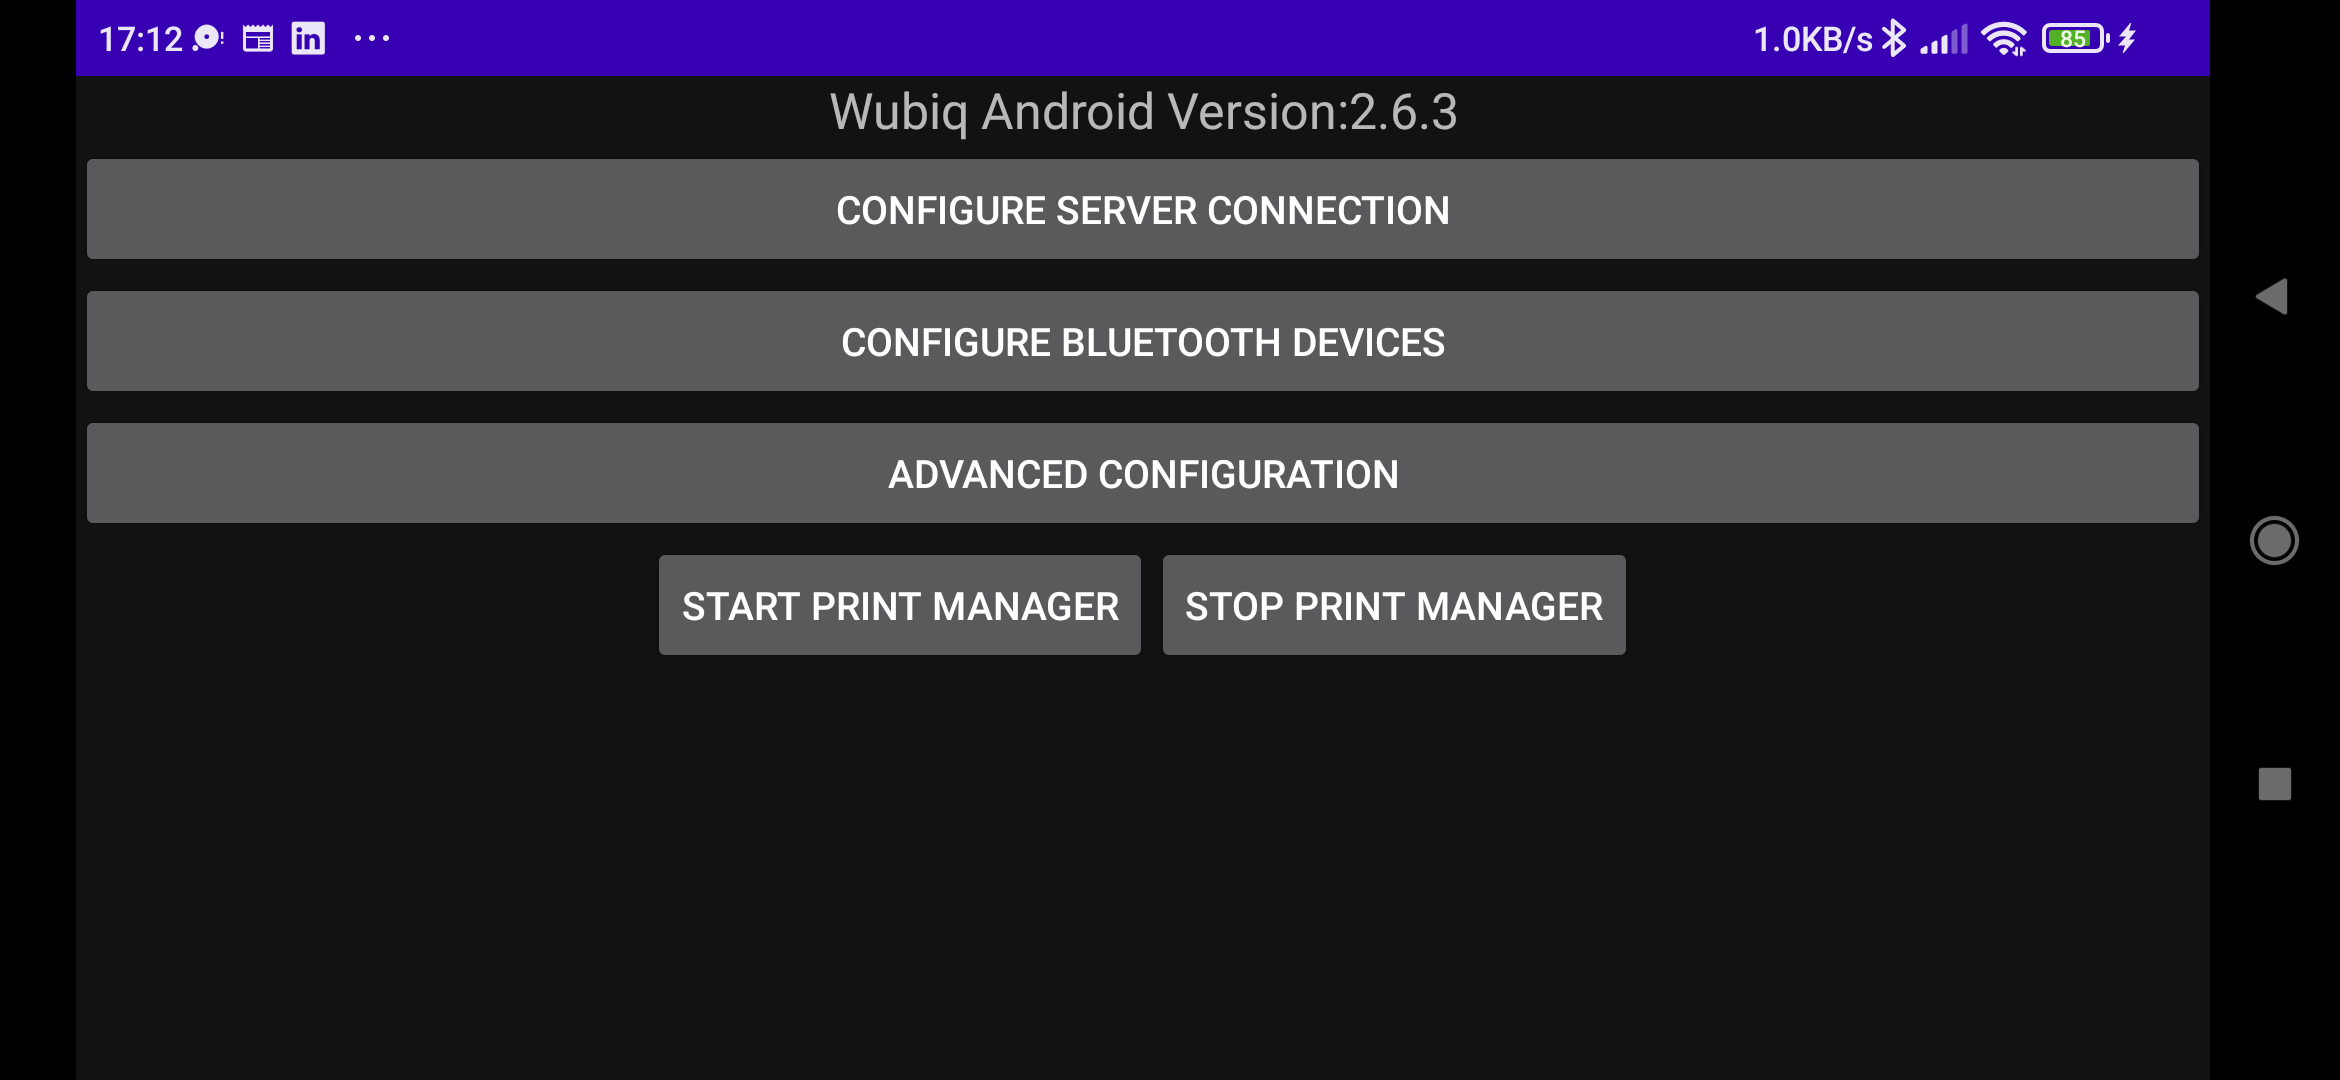 17:12
1.0KB/s
85
Wubiq Android Version:2.6.3
CONFIGURE SERVER CONNECTION
CONFIGURE BLUETOOTH DEVICES
ADVANCED CONFIGURATION
START PRINT MANAGER
STOP PRINT MANAGER